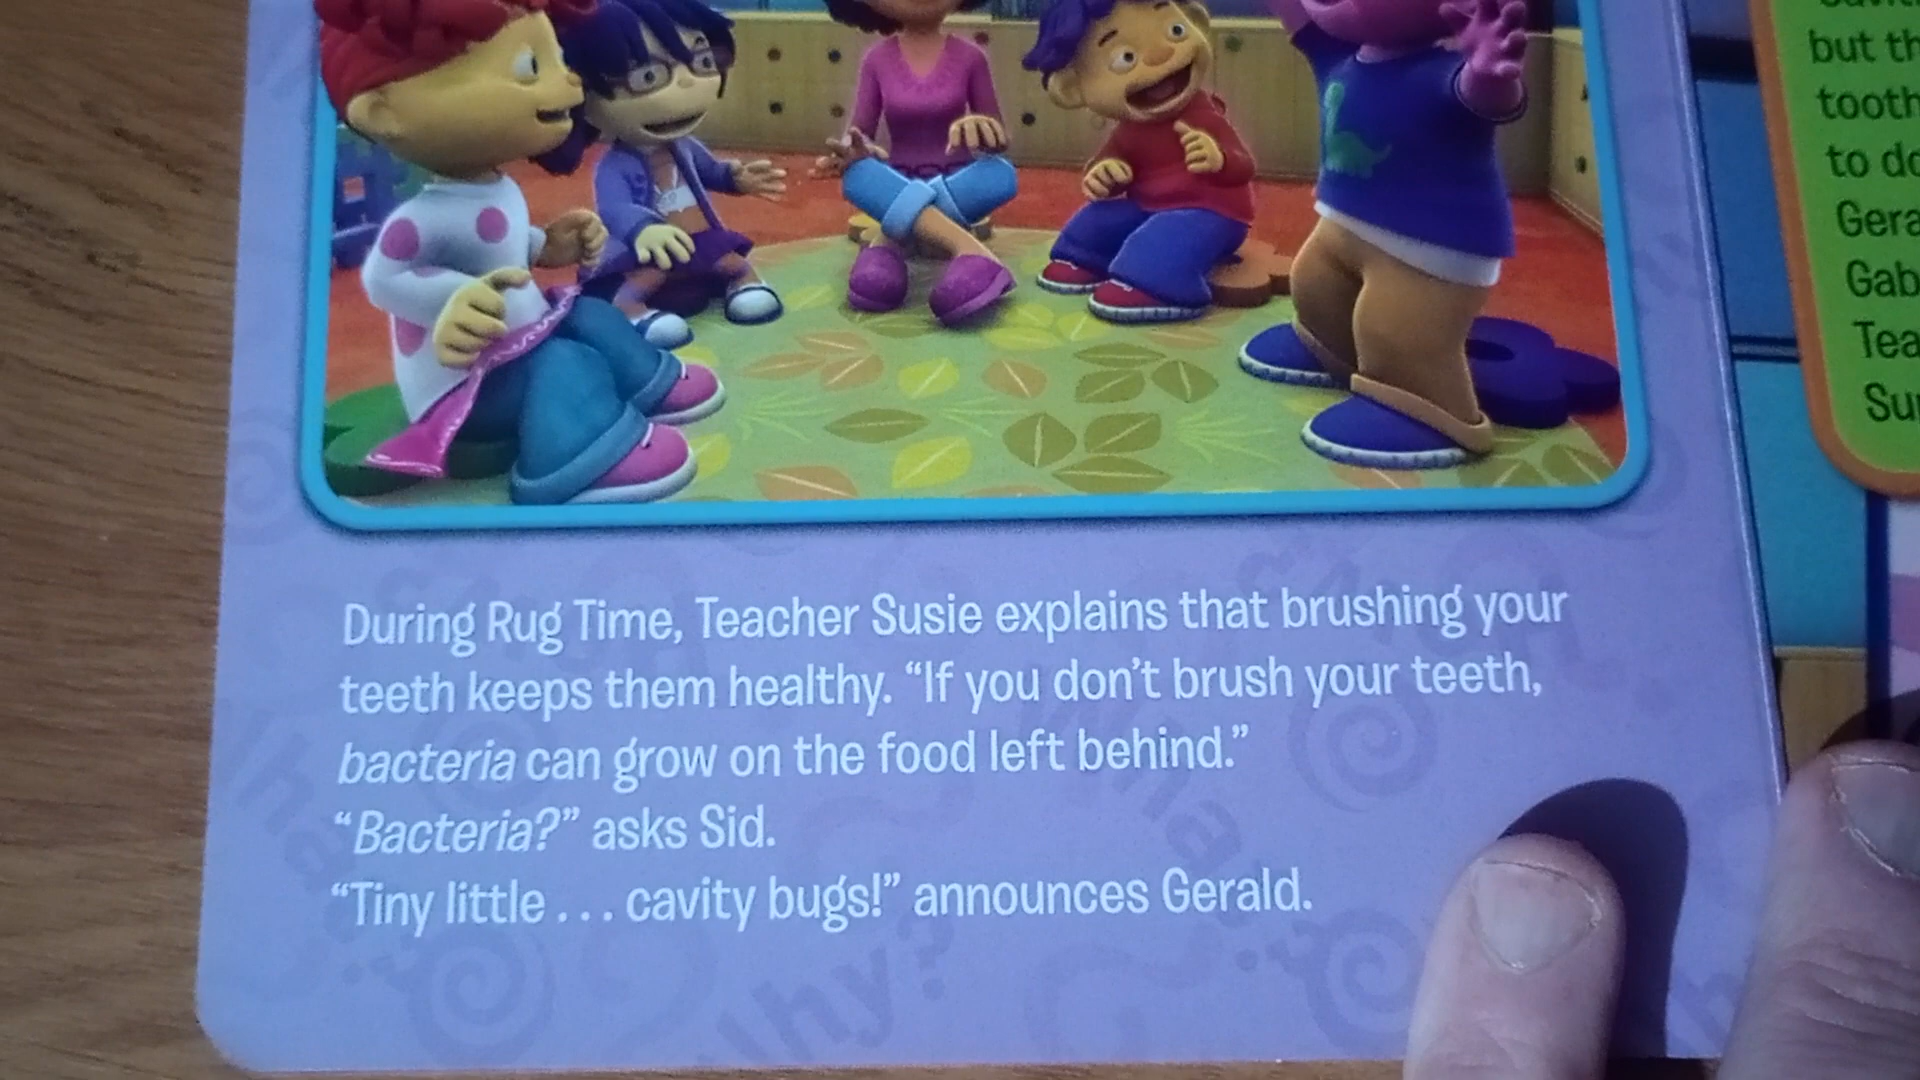 During Rug Time, Teacher Susie explains that brushing your
teeth keeps them healthy. “If you don’t brush your teeth,
bacteria can grow on the food left behind.”
“Bacteria?” asks Sid.
“Tiny little . . . cavity bugs!” announces Gerald.
but th
tooth
to do
Gera
Gab
Tea
Su